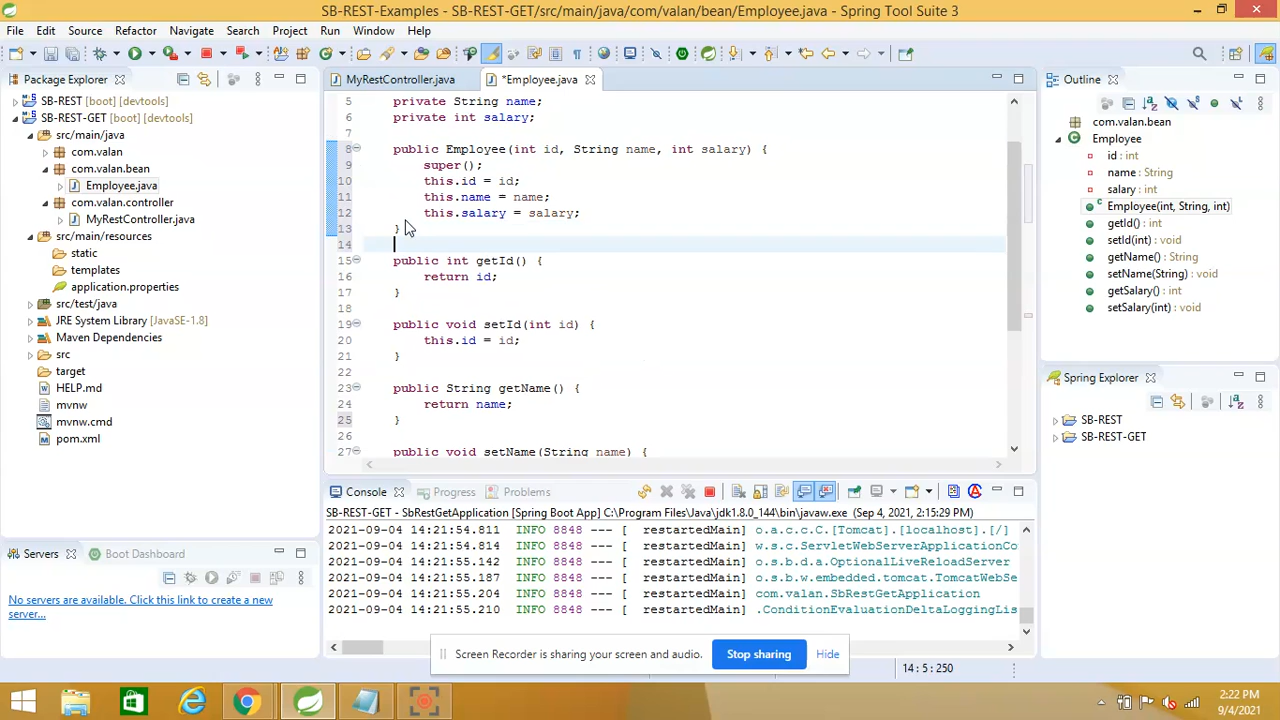 SB-REST-Examples - SB-REST-GET/src/main/java/com/valan/bean/Employee.java - Spring Tool Suite 3
File Edit Source Refactor Navigate Search Project Run Window Help
Package Explorer
SB-REST [boot] [devtools]
SB-REST-GET [boot] [devtools]
src/main/java
com.valan
com.valan.bean
Employee.java
com.valan.controller
MyRestController.java
src/main/resources
static
templates
application.properties
src/test/java
JRE System Library [JavaSE-1.8]
Maven Dependencies
src
target
HELP.md
mvnw
mvnw.cmd
pom.xml
Servers
Boot Dashboard
No servers are available. Click this link to create a new
server...
MyRestController.java
*Employee.java
5 private String name;
6 private int salary;
7
8 public Employee(int id, String name, int salary) {
9 super();
10 this.id = id;
11 this.name = name;
12 this.salary = salary;
13 }
14
15 public int getId() {
16 return id;
17 }
18
19 public void setId(int id) {
20 this.id = id;
21 }
22
23 public String getName() {
24 return name;
25 }
26
27 public void setName(String name) {
Console Progress Problems
SB-REST-GET - SbRestGetApplication [Spring Boot App] C:\Program Files\Java\jdk1.8.0_144\bin\javaw.exe (Sep 4, 2021, 2:15:29 PM)
2021-09-04 14:21:54.811 INFO 8848 --- [ restartedMain] o.a.c.c.C.[Tomcat].[localhost].[/]
2021-09-04 14:21:54.814 INFO 8848 --- [ restartedMain] w.s.c.ServletWebServerApplicationCo
2021-09-04 14:21:55.142 INFO 8848 --- [ restartedMain] o.s.b.d.a.OptionalLiveReloadServer
2021-09-04 14:21:55.187 INFO 8848 --- [ restartedMain] o.s.b.w.embedded.tomcat.TomcatWebSe
2021-09-04 14:21:55.204 INFO 8848 --- [ restartedMain] com.valan.SbRestGetApplication
2021-09-04 14:21:55.210 INFO 8848 --- [ restartedMain] .ConditionEvaluationDeltaLoggingLis
Outline
com.valan.bean
Employee
id : int
name : String
salary : int
Employee(int, String, int)
getId() : int
setId(int) : void
getName() : String
setName(String) : void
getSalary() : int
setSalary(int) : void
Spring Explorer
SB-REST
SB-REST-GET
Screen Recorder is sharing your screen and audio. Stop sharing Hide
14 : 5 : 250
2:22 PM
9/4/2021